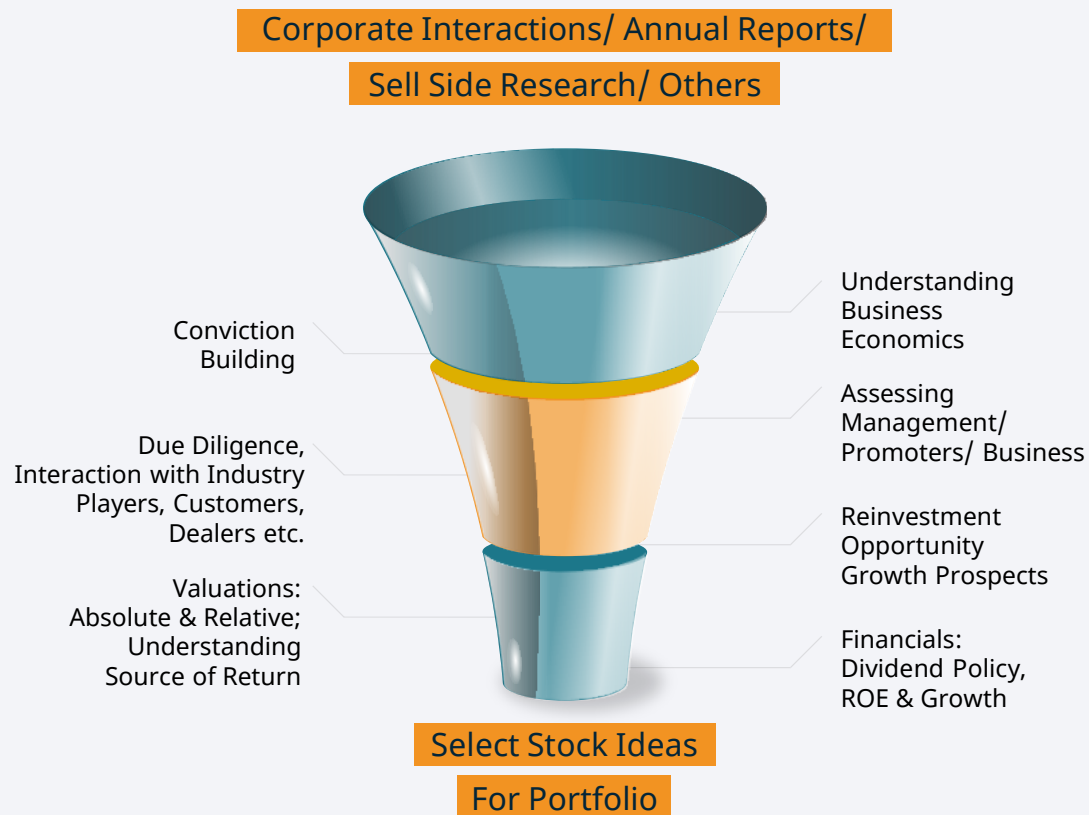 Corporate Interactions/ Annual Reports/
Sell Side Research/ Others
Conviction
Building
Due Diligence,
Interaction with Industry
Players, Customers,
Dealers etc.
Valuations:
Absolute & Relative;
Understanding
Source of Return
Understanding
Business
Economics
Assessing
Management/
Promoters/ Business
Reinvestment
Opportunity
Growth Prospects
Financials:
Dividend Policy,
ROE & Growth
Select Stock Ideas
For Portfolio